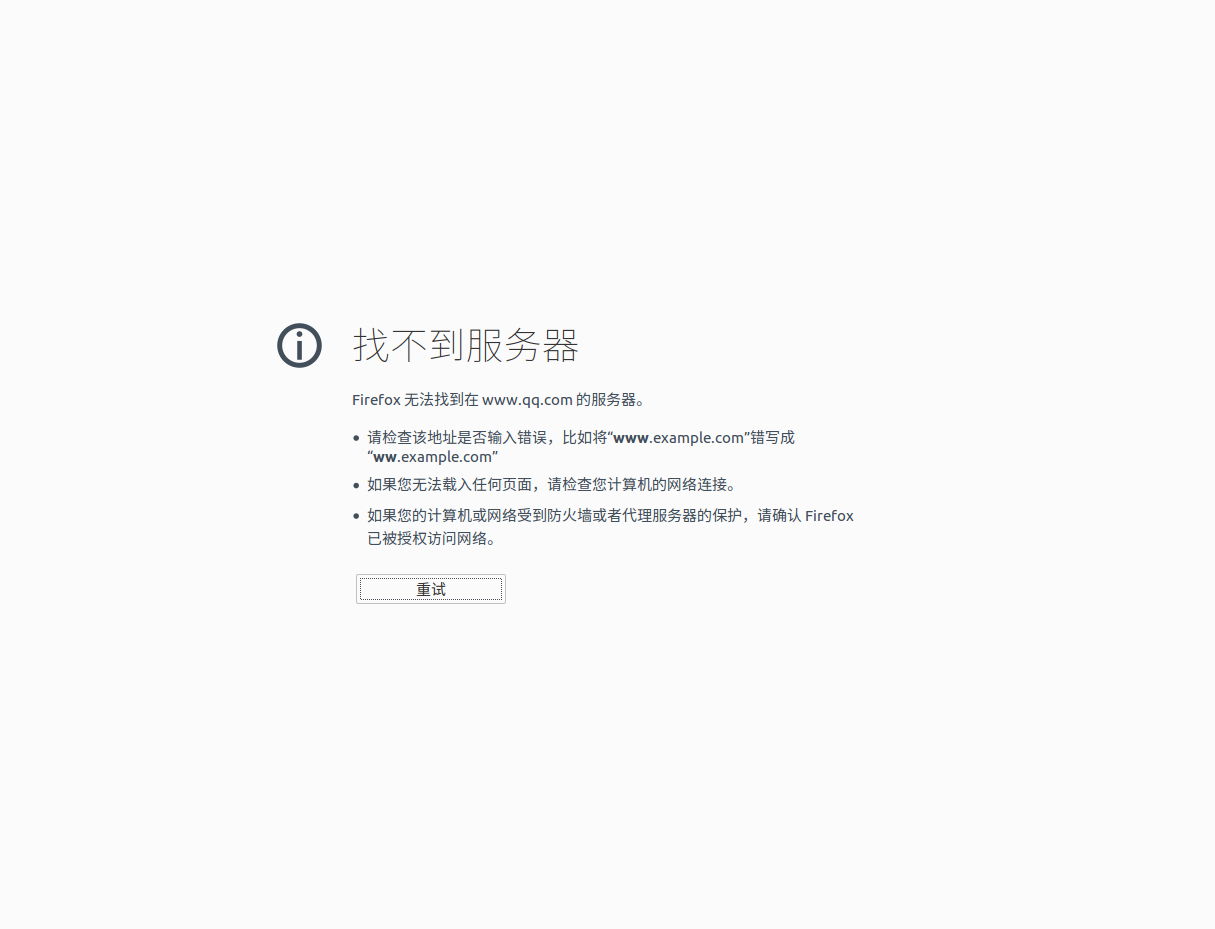 找不到服务器
Firefox 无法找到在 www.qq.com 的服务器。
• 请检查该地址是否输入错误，比如将“www.example.com”错写成
“ww.example.com”
• 如果您无法载入任何页面，请检查您计算机的网络连接。
• 如果您的计算机或网络受到防火墙或者代理服务器的保护，请确认 Firefox
已被授权访问网络。
重试